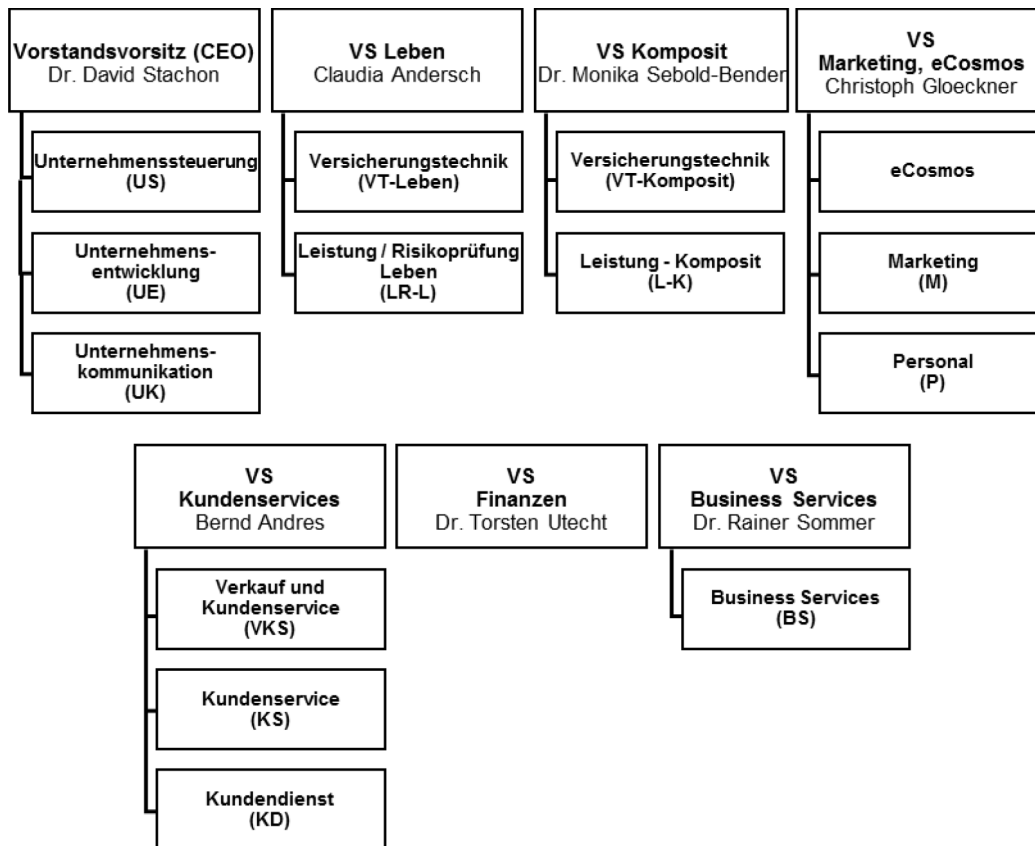 Vorstandsvorsitz (CEO)
Dr. David Stachon
Unternehmenssteuerung
(US)
Unternehmens-
entwicklung
(UE)
Unternehmens-
kommunikation
(UK)
VS Leben
Claudia Andersch
Versicherungstechnik
(VT-Leben)
Leistung / Risikoprüfung
Leben
(LR-L)
VS Komposit
Dr. Monika Sebold-Bender
Versicherungstechnik
(VT-Komposit)
Leistung - Komposit
(L-K)
VS
Marketing, eCosmos
Christoph Gloeckner
eCosmos
Marketing
(M)
Personal
(P)
VS
Kundenservices
Bernd Andres
Verkauf und
Kundenservice
(VKS)
Kundenservice
(KS)
Kundendienst
(KD)
VS
Finanzen
Dr. Torsten Utecht
VS
Business Services
Dr. Rainer Sommer
Business Services
(BS)